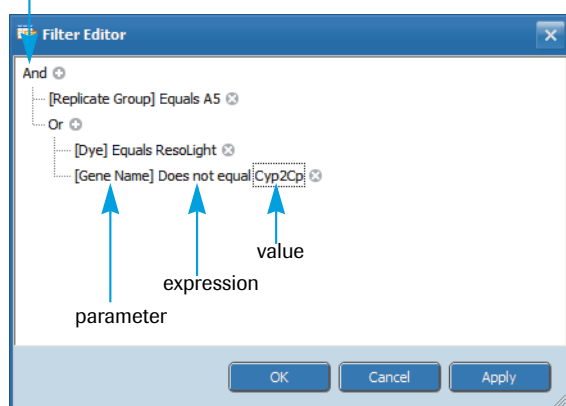 Filter Editor
And
[Replicate Group] Equals A5
Or
[Dye] Equals ResoLight
[Gene Name] Does not equal Cyp2Cp
value
expression
parameter
OK Cancel Apply